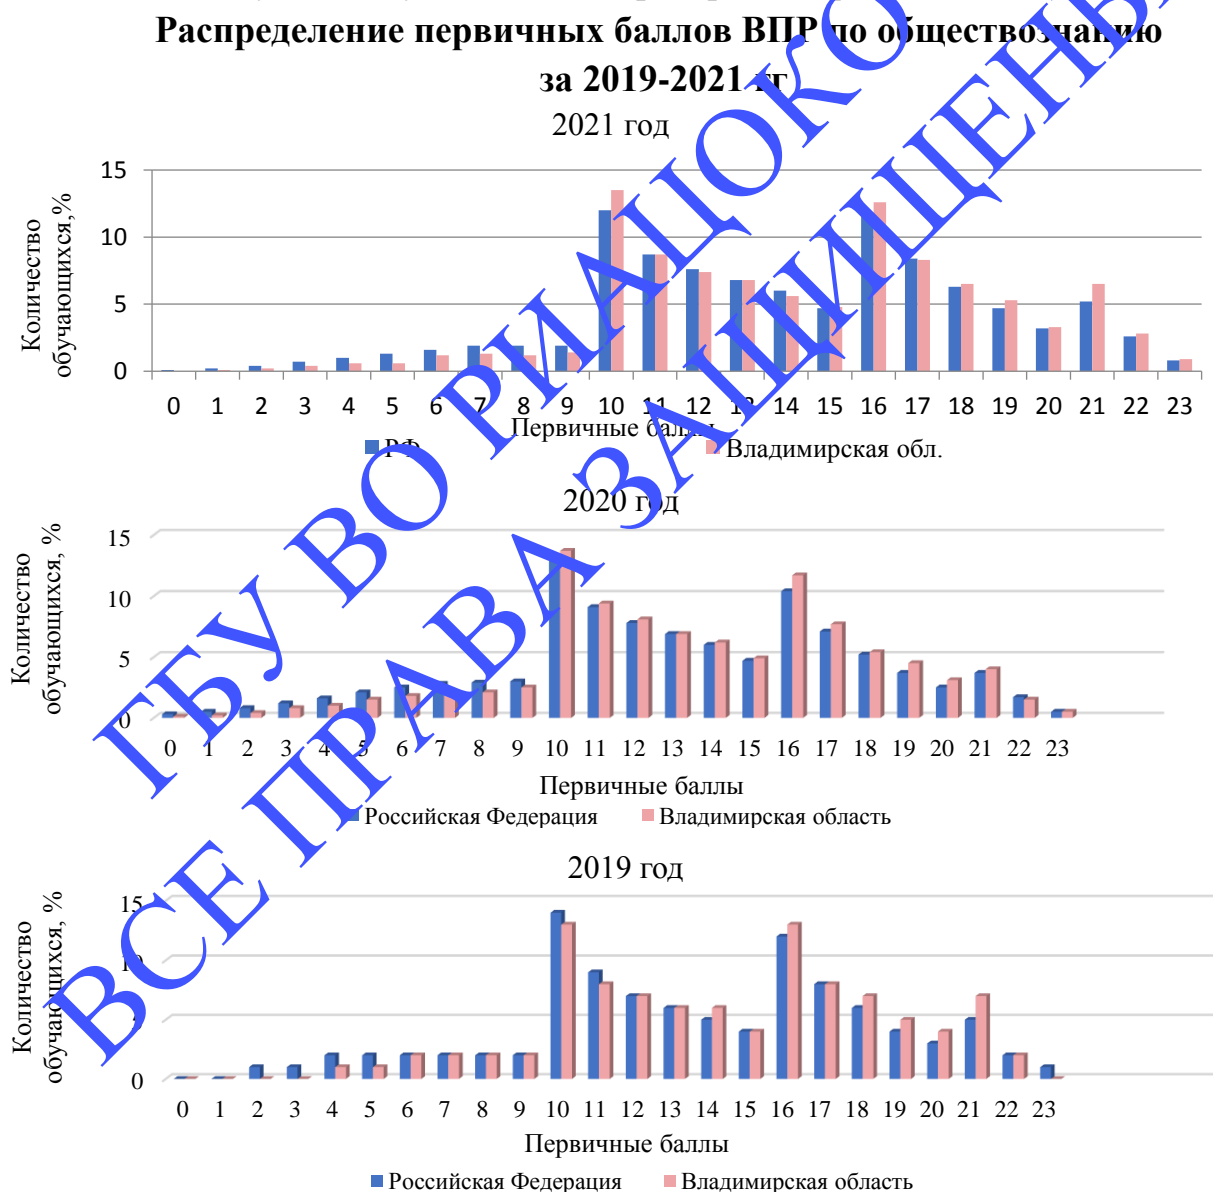 Распределение первичных баллов ВПР по обществознанию
за 2019-2021 гг
2021 год
Количество
обучающихся,%
15
10
5
0
0 1 2 3 4 5 6 7 8 9 10 11 12 13 14 15 16 17 18 19 20 21 22 23
Первичные баллы
РФ Владимирская обл.
2020 год
Количество
обучающихся, %
15
10
5
0
0 1 2 3 4 5 6 7 8 9 10 11 12 13 14 15 16 17 18 19 20 21 22 23
Первичные баллы
Российская Федерация Владимирская область
2019 год
Количество
обучающихся, %
15
10
5
0
0 1 2 3 4 5 6 7 8 9 10 11 12 13 14 15 16 17 18 19 20 21 22 23
Первичные баллы
Российская Федерация Владимирская область
ГБУ ВО РИАЦОКО
ВСЕ ПРАВА ЗАЩИЩЕНЫ